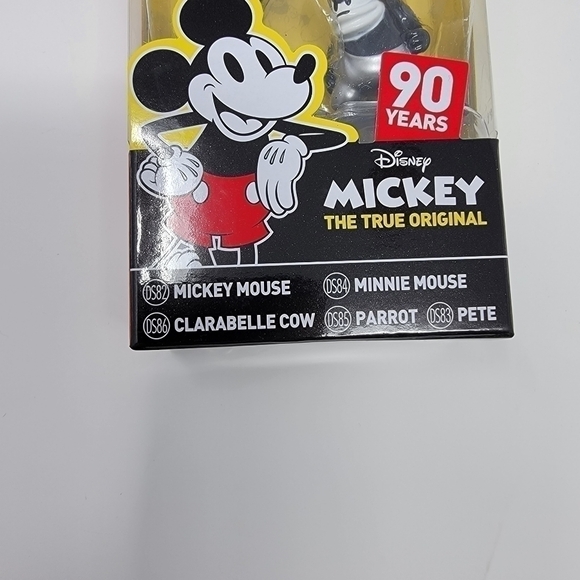 90
YEARS
Disney
MICKEY
THE TRUE ORIGINAL
DS82 MICKEY MOUSE DS84 MINNIE MOUSE
DS86 CLARABELLE COW DS85 PARROT DS83 PETE